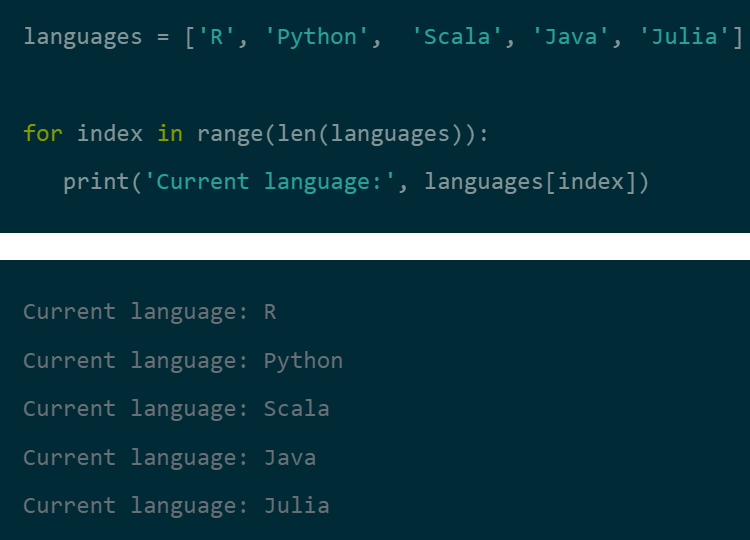 languages = ['R', 'Python',  'Scala', 'Java', 'Julia']
for index in range(len(languages)):
   print('Current language:', languages[index])
Current language: R
Current language: Python
Current language: Scala
Current language: Java
Current language: Julia